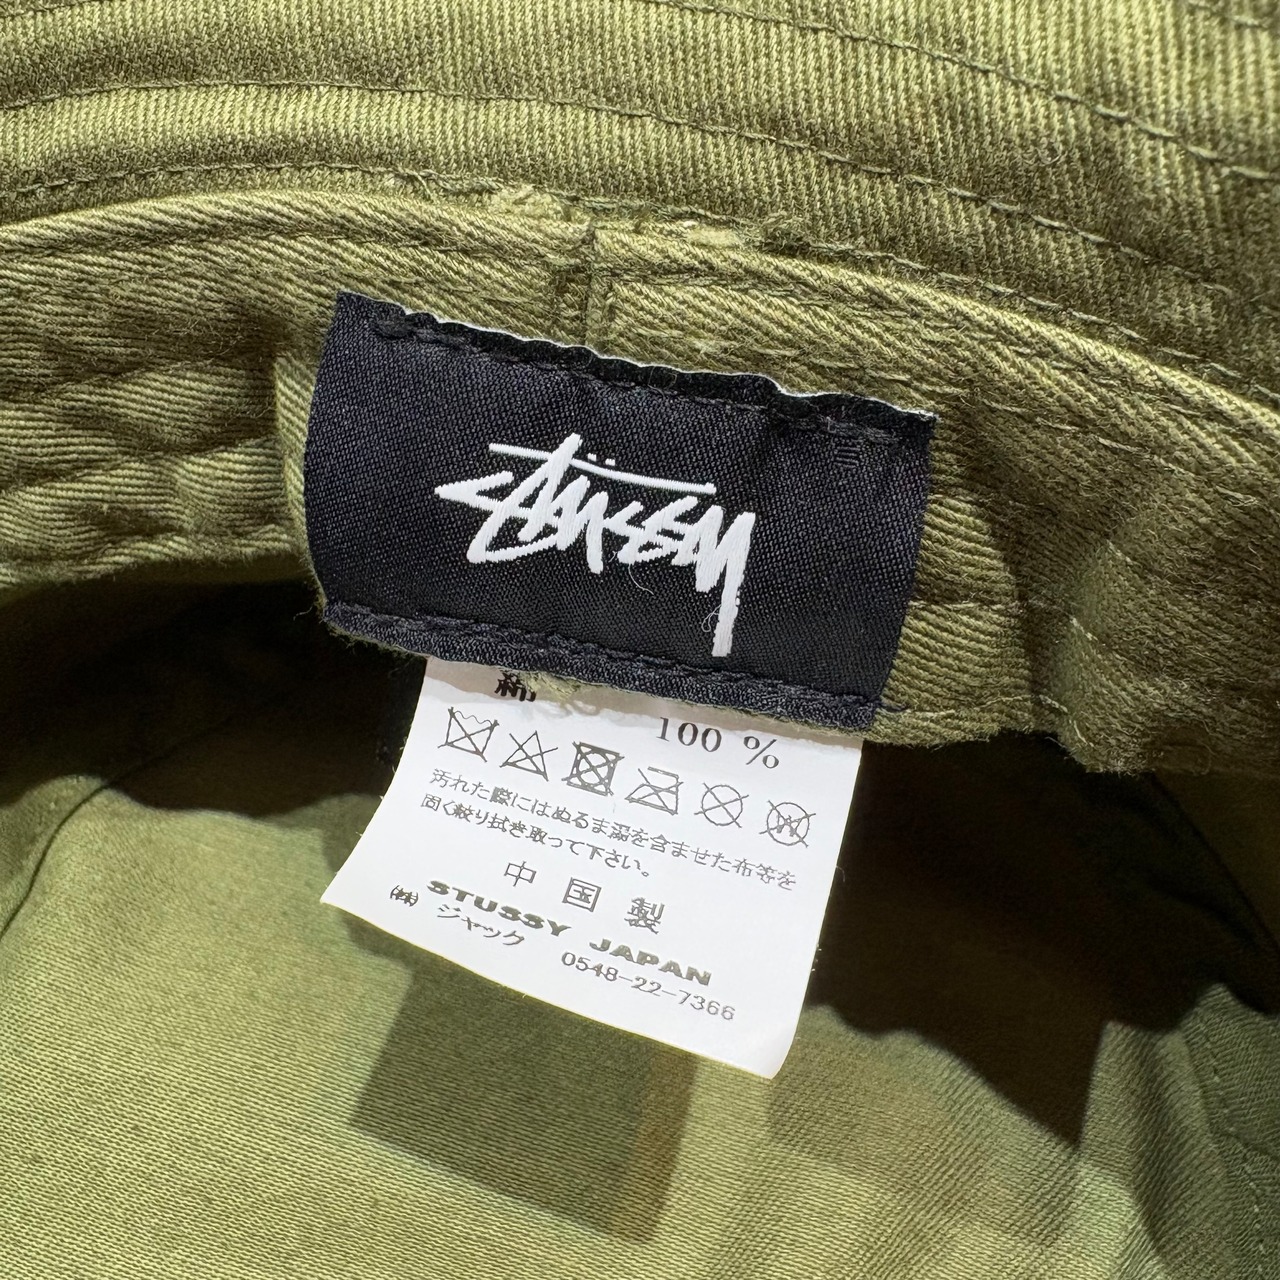 Stüssy
綿 100 %
汚れた際にはぬるま湯を含ませた布等を
固く絞り拭き取って下さい。
中国製
STUSSY JAPAN
(株) ジャック 0548-22-7366